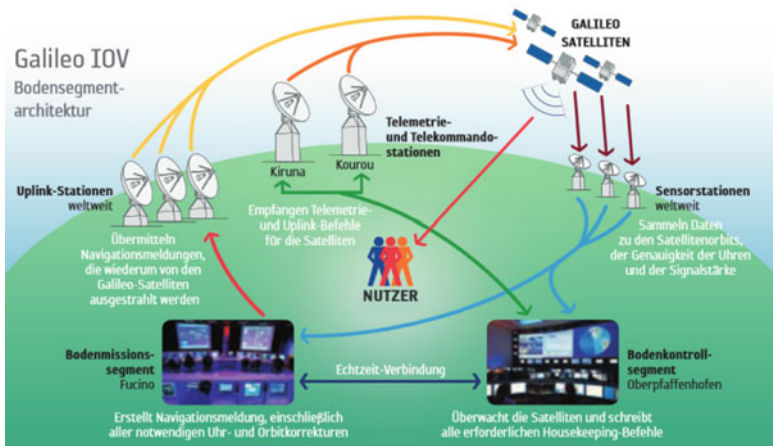 Galileo IOV
Bodensegment-
architektur
GALILEO
SATELLITEN
Telemetrie-
und Telekommando-
stationen
Kiruna
Kourou
Uplink-Stationen
weltweit
Sensorstationen
weltweit
Empfangen Telemetrie-
und Uplink-Befehle
für die Satelliten
Übermitteln
Navigationsmeldungen,
die wiederum von den
Galileo-Satelliten
ausgestrahlt werden
Sammeln Daten
zu den Satellitenorbits,
der Genauigkeit der Uhren
und der Signalstärke
NUTZER
Bodenmissions-
segment
Fucino
Echtzeit-Verbindung
Bodenkontroll-
segment
Oberpfaffenhofen
Erstellt Navigationsmeldung, einschließlich
aller notwendigen Uhr- und Orbitkorrekturen
Überwacht die Satelliten und schreibt
alle erforderlichen Housekeeping-Befehle